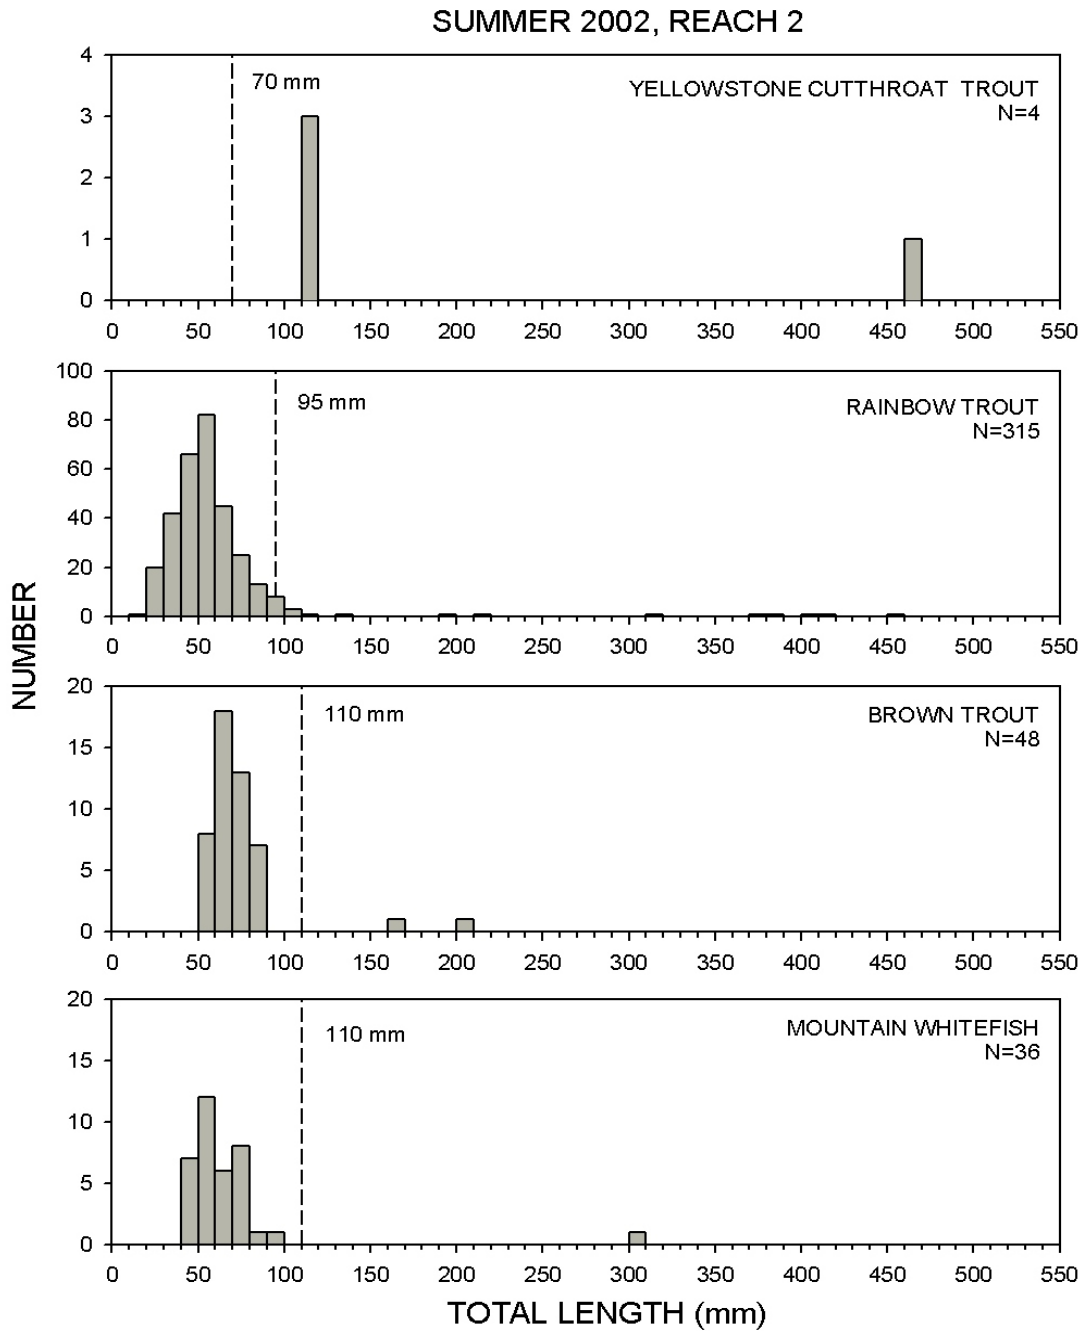 SUMMER 2002, REACH 2
4
3
2
1
0
70 mm
YELLOWSTONE CUTTHROAT TROUT
N=4
0 50 100 150 200 250 300 350 400 450 500 550
100
80
60
40
20
0
95 mm
RAINBOW TROUT
N=315
0 50 100 150 200 250 300 350 400 450 500 550
NUMBER
20
15
10
5
0
110 mm
BROWN TROUT
N=48
0 50 100 150 200 250 300 350 400 450 500 550
20
15
10
5
0
110 mm
MOUNTAIN WHITEFISH
N=36
0 50 100 150 200 250 300 350 400 450 500 550
TOTAL LENGTH (mm)